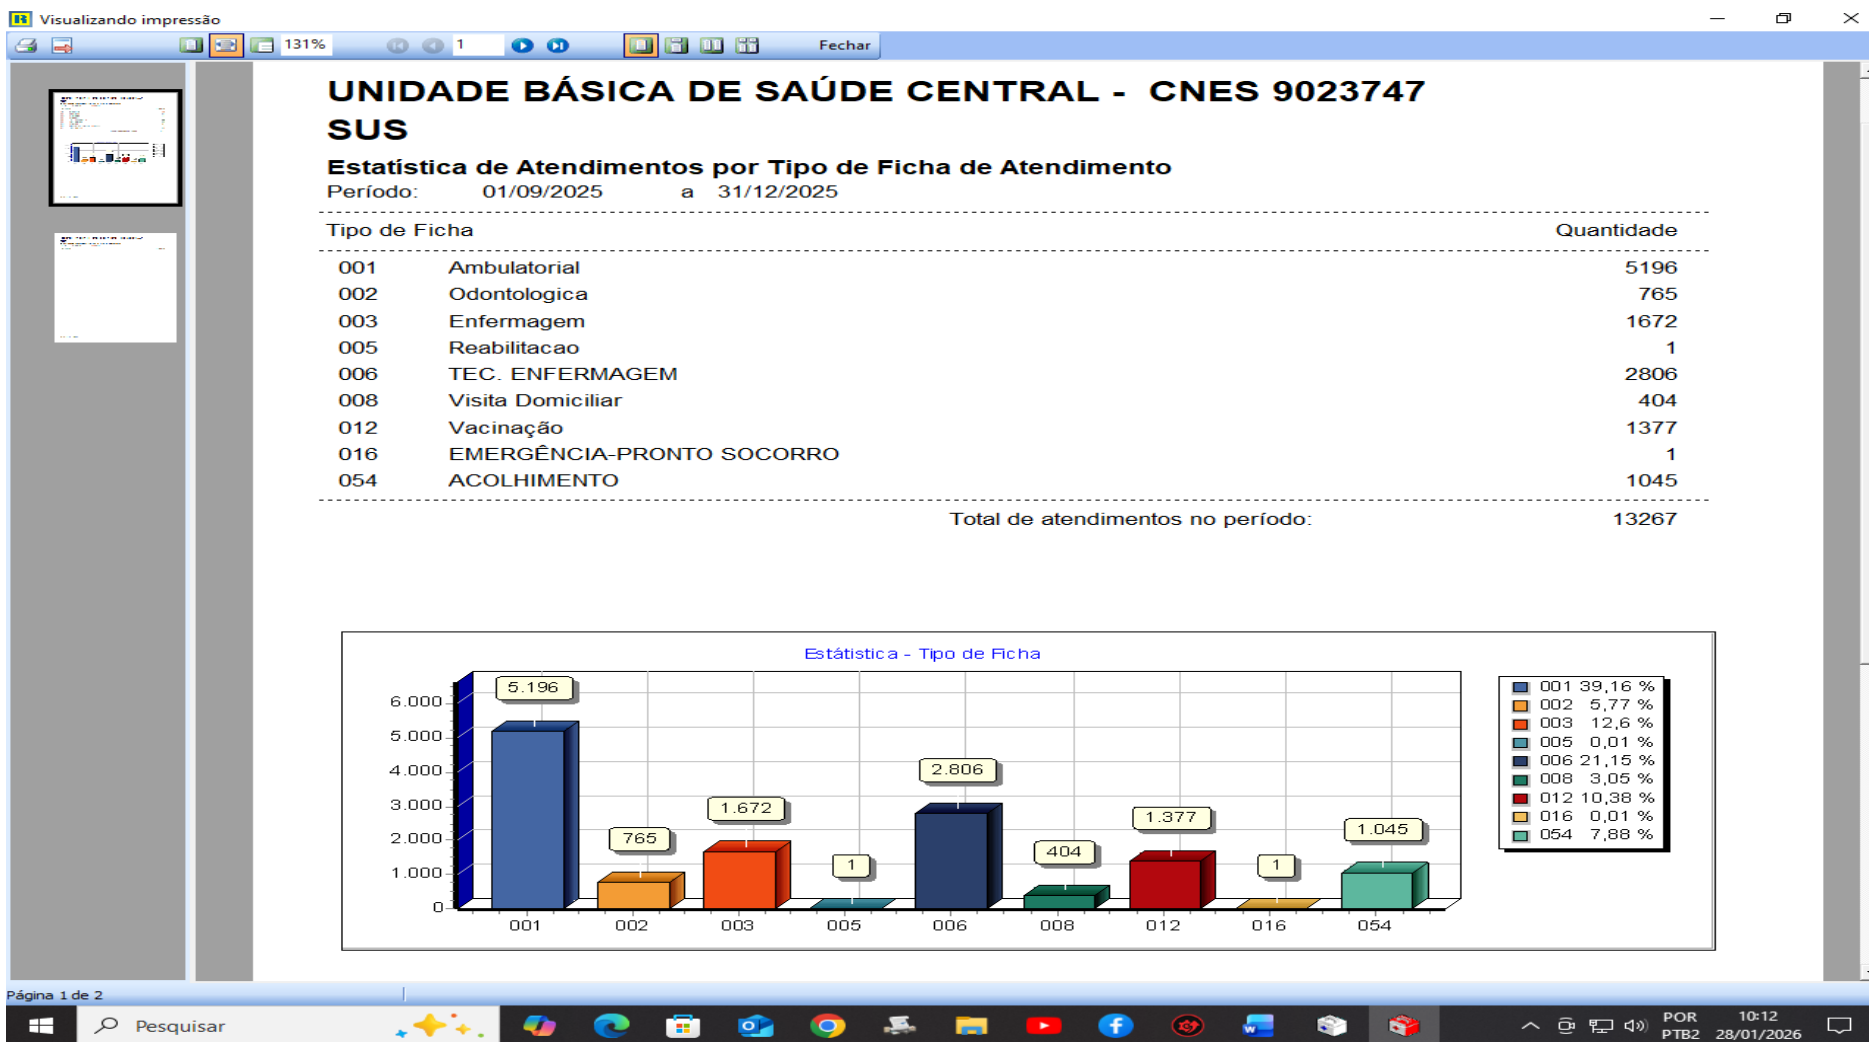 Visualizando impressão
131%
1
Fechar
UNIDADE BÁSICA DE SAÚDE CENTRAL - CNES 9023747
SUS
Estatística de Atendimentos por Tipo de Ficha de Atendimento
Período: 01/09/2025 a 31/12/2025
Tipo de Ficha Quantidade
001 Ambulatorial 5196
002 Odontologica 765
003 Enfermagem 1672
005 Reabilitacao 1
006 TEC. ENFERMAGEM 2806
008 Visita Domiciliar 404
012 Vacinação 1377
016 EMERGÊNCIA-PRONTO SOCORRO 1
054 ACOLHIMENTO 1045
Total de atendimentos no período: 13267
Estátistica - Tipo de Ficha
6.000
5.000
4.000
3.000
2.000
1.000
0
5.196
765
1.672
1
2.806
404
1.377
1
1.045
001 002 003 005 006 008 012 016 054
001 39,16 %
002 5,77 %
003 12,6 %
005 0,01 %
006 21,15 %
008 3,05 %
012 10,38 %
016 0,01 %
054 7,88 %
Página 1 de 2
Pesquisar
POR
PTB2
10:12
28/01/2026